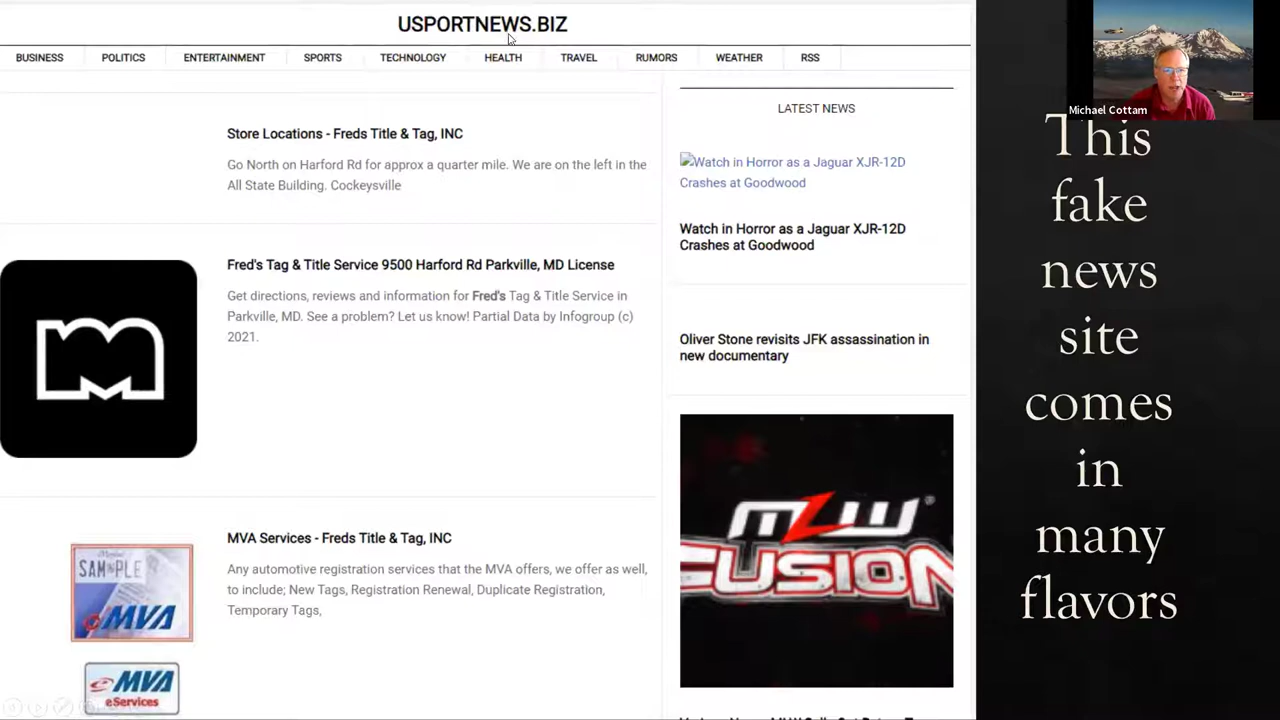 USPORTNEWS.BIZ
BUSINESS POLITICS ENTERTAINMENT SPORTS TECHNOLOGY HEALTH TRAVEL RUMORS WEATHER RSS
Store Locations - Freds Title & Tag, INC
Go North on Harford Rd for approx a quarter mile. We are on the left in the
All State Building. Cockeysville
Fred's Tag & Title Service 9500 Harford Rd Parkville, MD License
Get directions, reviews and information for Fred's Tag & Title Service in
Parkville, MD. See a problem? Let us know! Partial Data by Infogroup (c)
2021.
m
MVA Services - Freds Title & Tag, INC
Any automotive registration services that the MVA offers, we offer as well,
to include; New Tags, Registration Renewal, Duplicate Registration,
Temporary Tags,
SAMPLE
MVA
MVA
eServices
LATEST NEWS
Watch in Horror as a Jaguar XJR-12D
Crashes at Goodwood
Watch in Horror as a Jaguar XJR-12D
Crashes at Goodwood
Oliver Stone revisits JFK assassination in
new documentary
MLW
FUSION
Michael Cottam
This
fake
news
site
comes
in
many
flavors